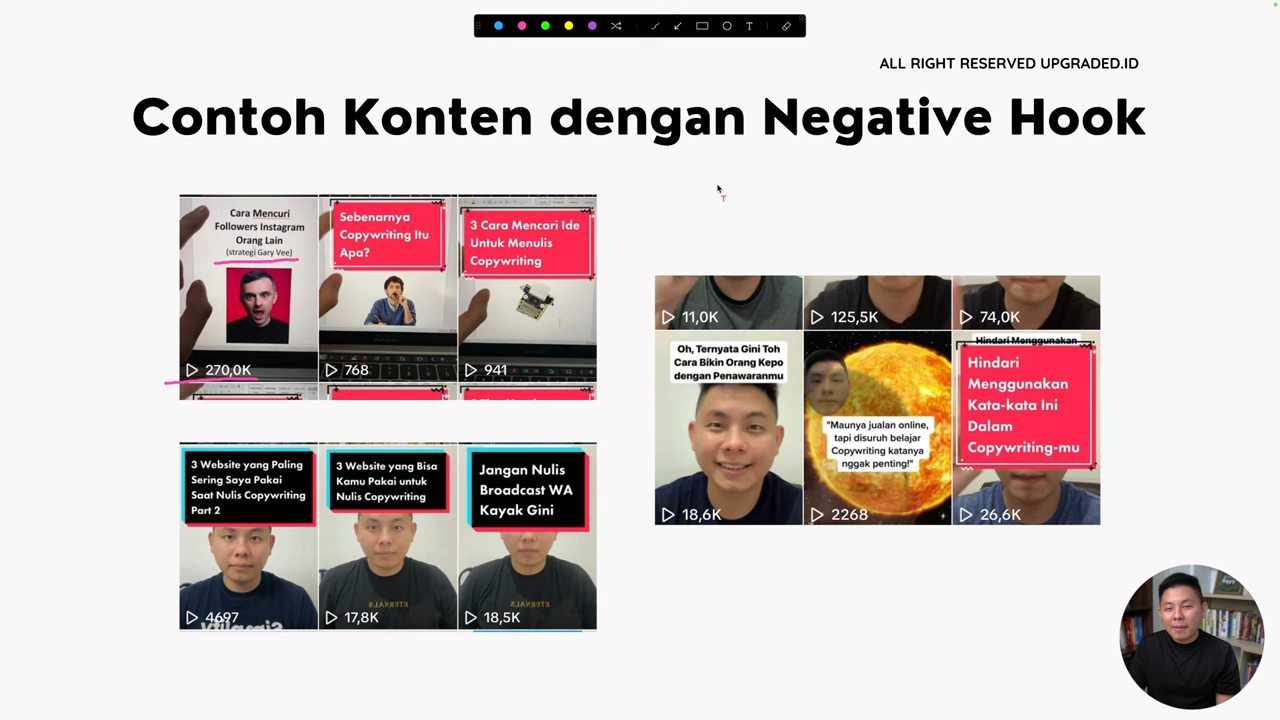 T
ALL RIGHT RESERVED UPGRADED.ID
Contoh Konten dengan Negative Hook
T
Cara Mencuri
Followers Instagram
Orang Lain
(strategi Gary Vee)
270,0K
Sebenarnya
Copywriting Itu
Apa?
768
3 Cara Mencari Ide
Untuk Menulis
Copywriting
941
11,0K
125,5K
74,0K
Oh, Ternyata Gini Toh
Cara Bikin Orang Kepo
dengan Penawaranmu
18,6K
"Maunya jualan online,
tapi disuruh belajar
Copywriting katanya
nggak penting!"
2268
Hindari Menggunakan
Hindari
Menggunakan
Kata-kata Ini
Dalam
Copywriting-mu
26,6K
3 Website yang Paling
Sering Saya Pakai
Saat Nulis Copywriting
Part 2
4697
3 Website yang Bisa
Kamu Pakai untuk
Nulis Copywriting
ETERNALS
17,8K
Jangan Nulis
Broadcast WA
Kayak Gini
ETERNALS
18,5K